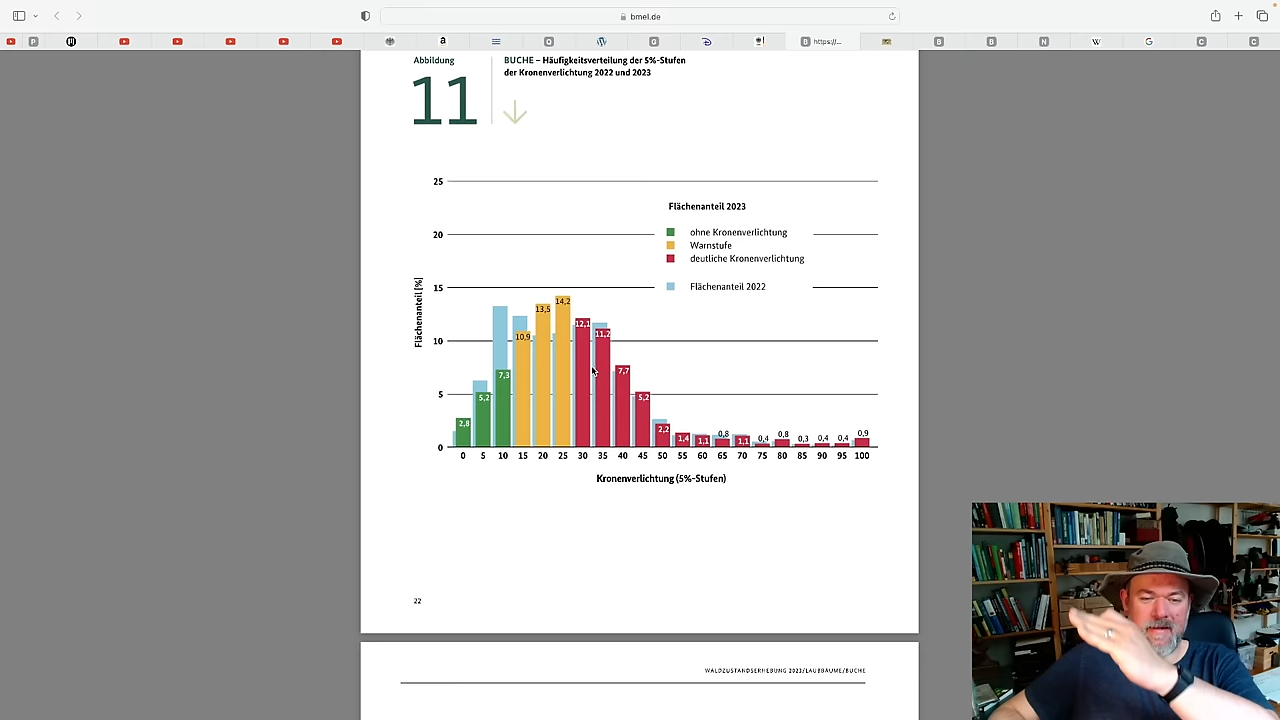 bmel.de
https://...
Abbildung
11
BUCHE – Häufigkeitsverteilung der 5%-Stufen
der Kronenverlichtung 2022 und 2023
25
Flächenanteil 2023
20
ohne Kronenverlichtung
Warnstufe
deutliche Kronenverlichtung
15
Flächenanteil 2022
Flächenanteil [%]
10
5
0
2,8
5,2
7,3
10,9
13,5
14,2
12,1
11,2
7,7
5,2
2,2
1,4
1,1
0,8
1,1
0,4
0,8
0,3
0,4
0,4
0,9
0 5 10 15 20 25 30 35 40 45 50 55 60 65 70 75 80 85 90 95 100
Kronenverlichtung (5%-Stufen)
22
WALDZUSTANDSERHEBUNG 2023/LAUBBÄUME/BUCHE